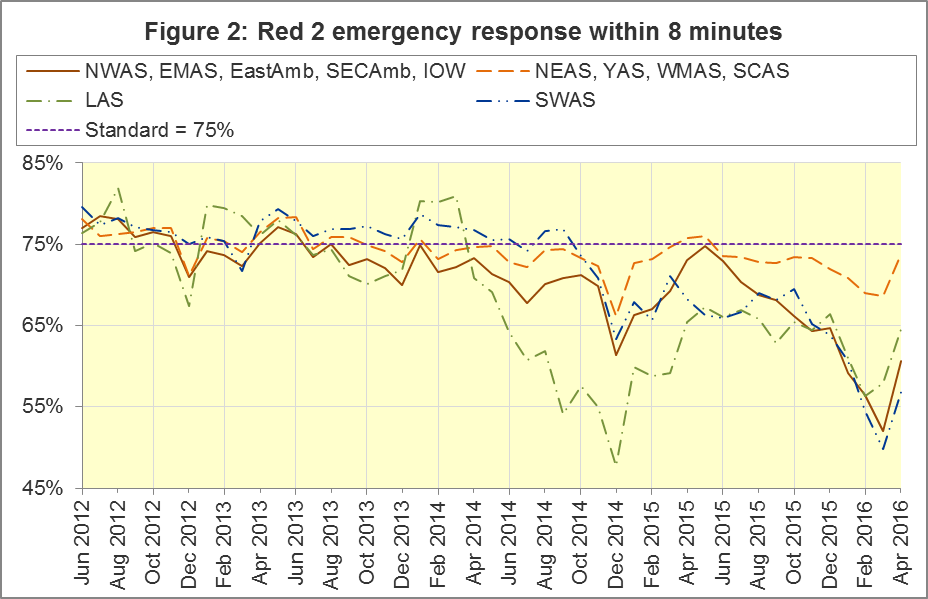 Figure 2: Red 2 emergency response within 8 minutes
NWAS, EMAS, EastAmb, SECAmb, IOW
NEAS, YAS, WMAS, SCAS
LAS
SWAS
Standard = 75%
85%
75%
65%
55%
45%
Jun 2012
Aug 2012
Oct 2012
Dec 2012
Feb 2013
Apr 2013
Jun 2013
Aug 2013
Oct 2013
Dec 2013
Feb 2014
Apr 2014
Jun 2014
Aug 2014
Oct 2014
Dec 2014
Feb 2015
Apr 2015
Jun 2015
Aug 2015
Oct 2015
Dec 2015
Feb 2016
Apr 2016